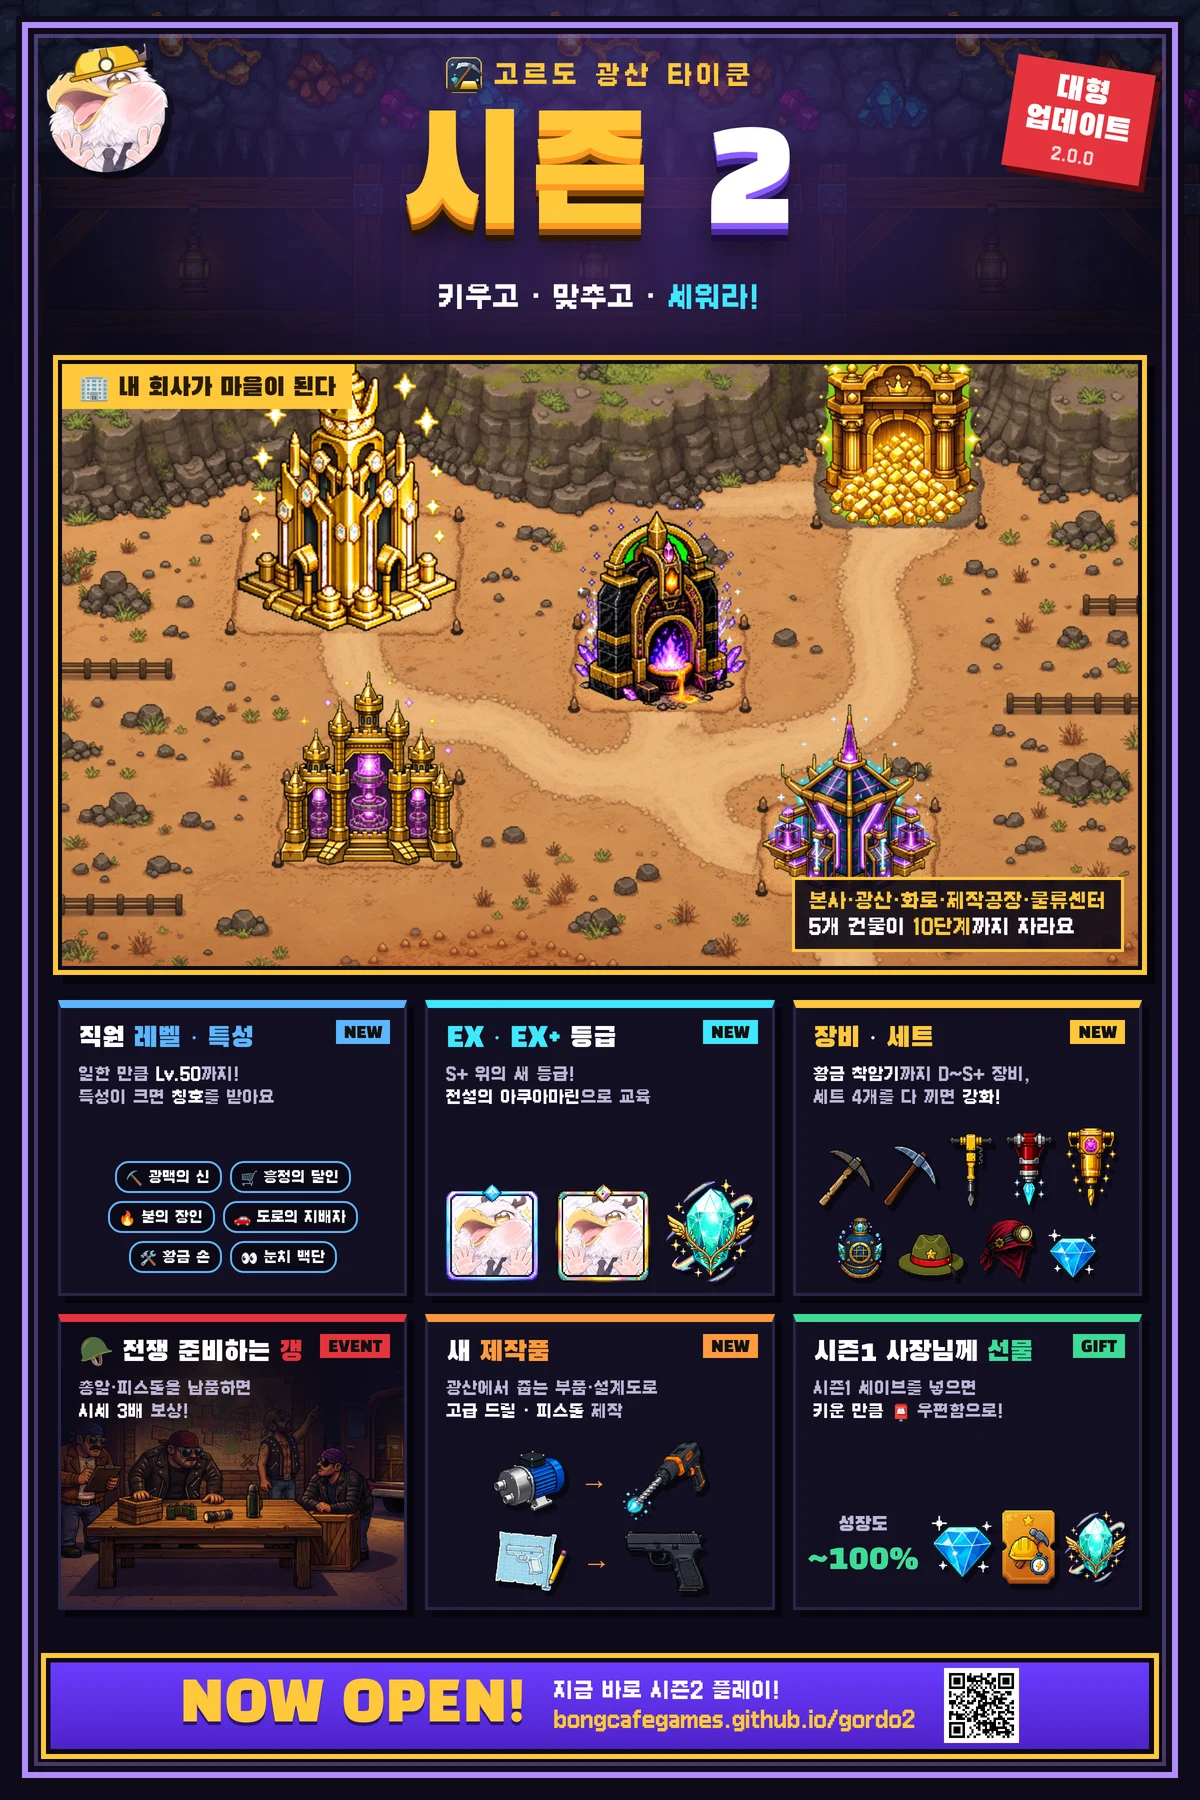 고르도 광산 타이쿤
시즌 2
대형
업데이트
2.0.0
키우고 · 맞추고 · 세워라!
내 회사가 마을이 된다
본사·광산·화로·제작공장·물류센터
5개 건물이 10단계까지 자라요
직원 레벨 · 특성
NEW
일한 만큼 Lv.50까지!
특성이 크면 칭호를 받아요
광맥의 신
흥정의 달인
불의 장인
도로의 지배자
황금 손
눈치 백단
EX · EX+ 등급
NEW
S+ 위의 새 등급!
전설의 아쿠아마린으로 교육
장비 · 세트
NEW
황금 착암기까지 D~S+ 장비,
세트 4개를 다 끼면 강화!
전쟁 준비하는 갱
EVENT
총알·피스톨을 납품하면
시세 3배 보상!
새 제작품
NEW
광산에서 줍는 부품·설계도로
고급 드릴 · 피스톨 제작
→
→
시즌1 사장님께 선물
GIFT
시즌1 세이브를 넣으면
키운 만큼 우편함으로!
성장도
~100%
NOW OPEN!
지금 바로 시즌2 플레이!
bongcafegames.github.io/gordo2